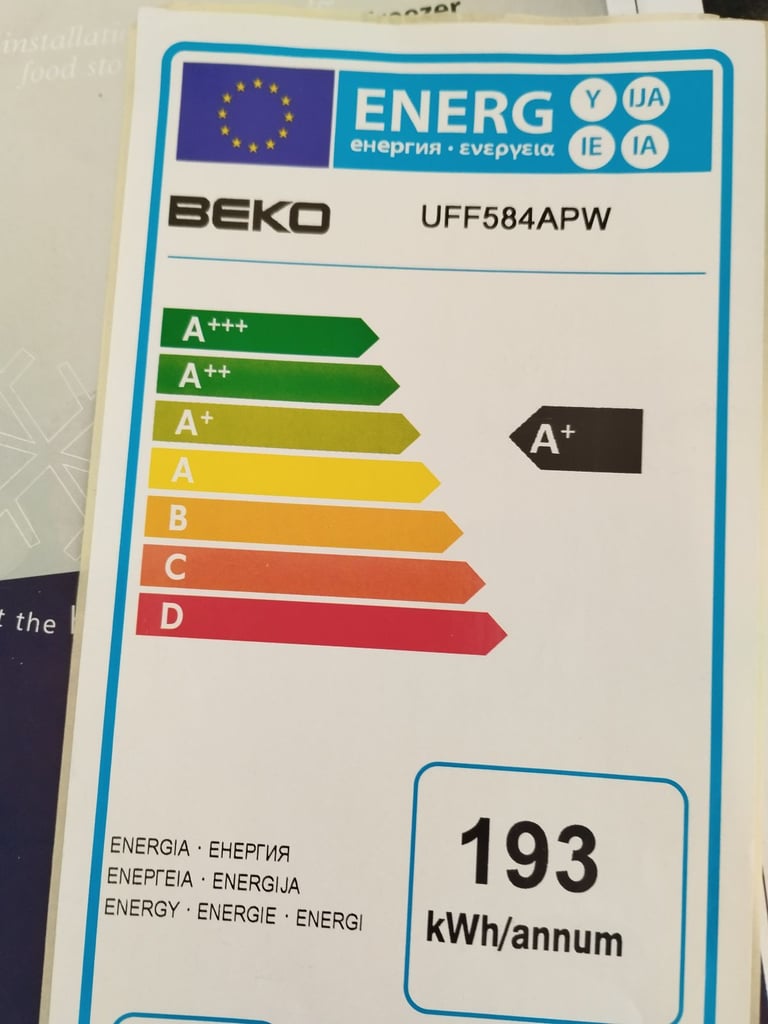 installati
food sto
freezer
ENERG
енергия · ενεργεια
Y IJA
IE IA
BEKO UFF584APW
A+++
A++
A+
A+
A
B
C
D
t the
193
kWh/annum
ENERGIA · ЕНЕРГИЯ
ΕΝΕΡΓΕΙΑ · ENERGIJA
ENERGY · ENERGIE · ENERGI